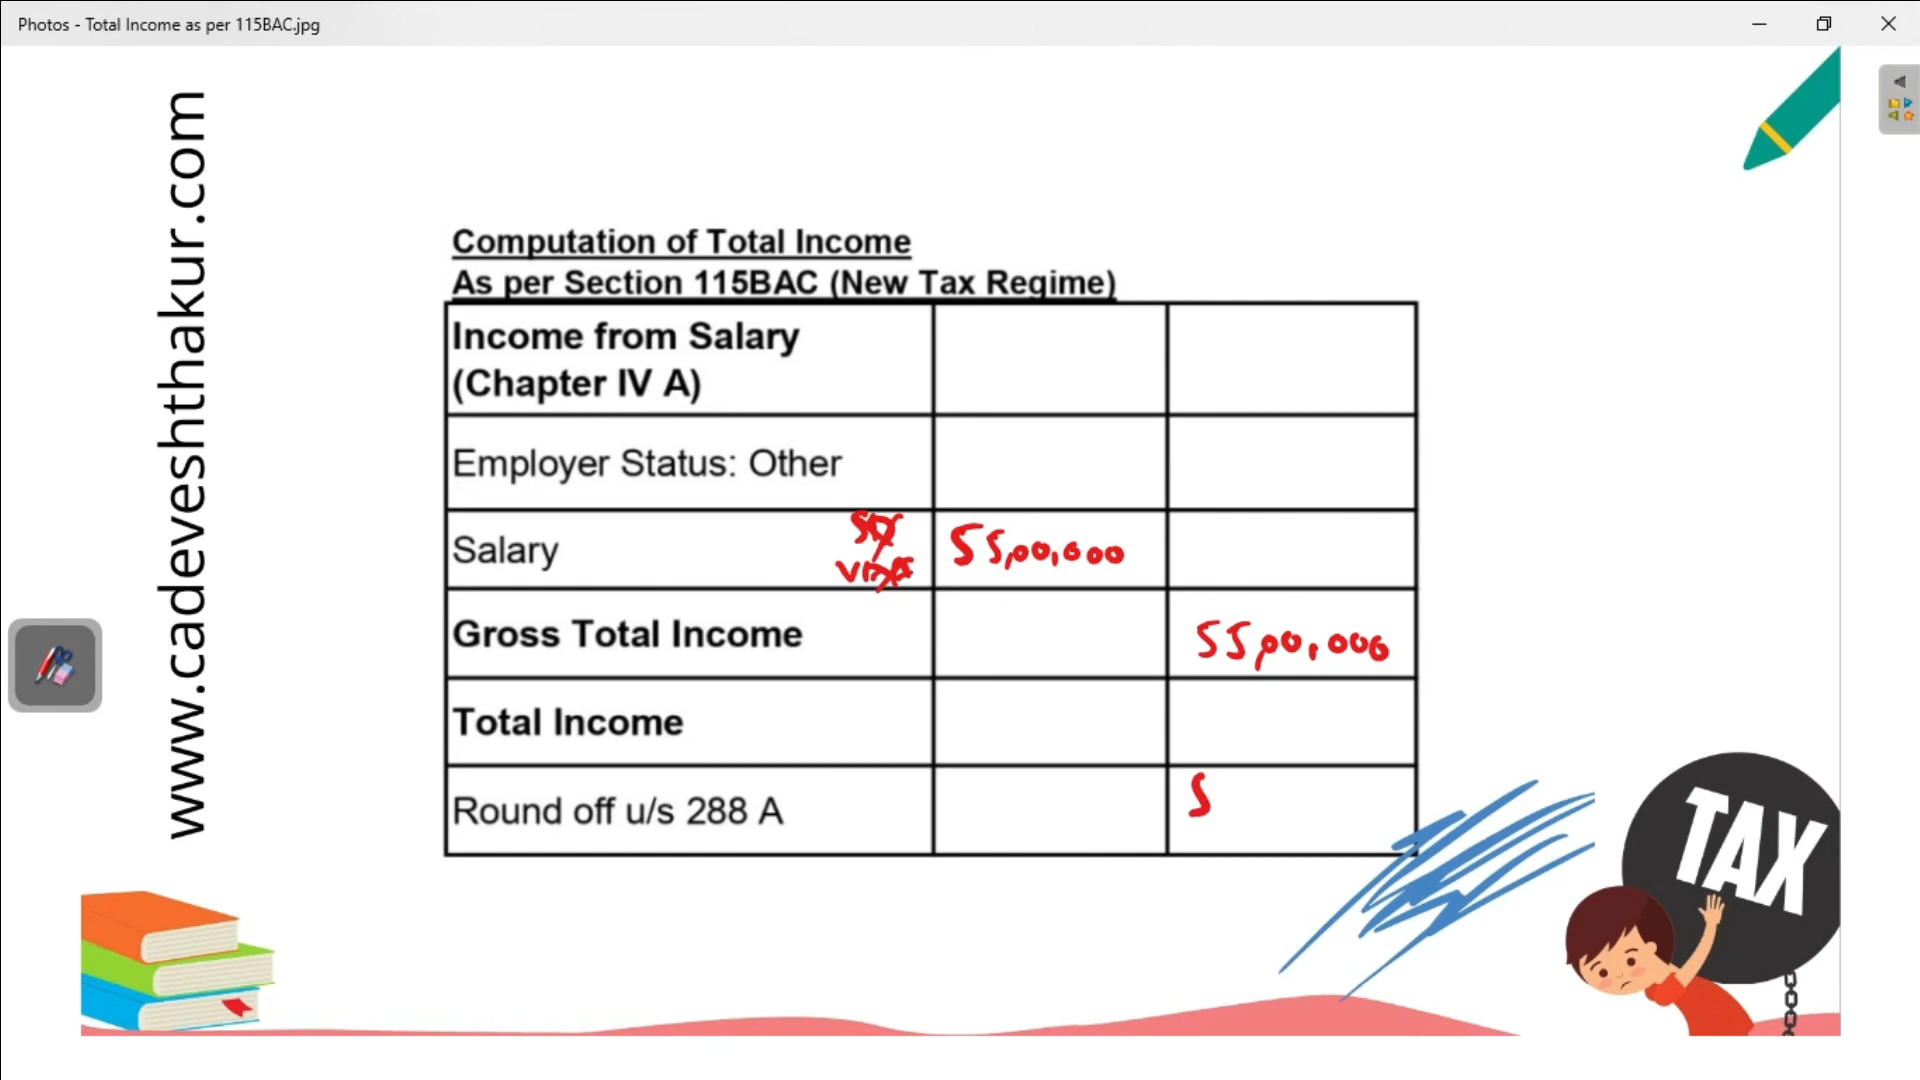 Photos - Total Income as per 115BAC.jpg
www.cadeveshthakur.com
Computation of Total Income
As per Section 115BAC (New Tax Regime)
Income from Salary
(Chapter IV A)
Employer Status: Other
Salary 55,00,000
Gross Total Income 55,00,000
Total Income
Round off u/s 288 A 5
TAX